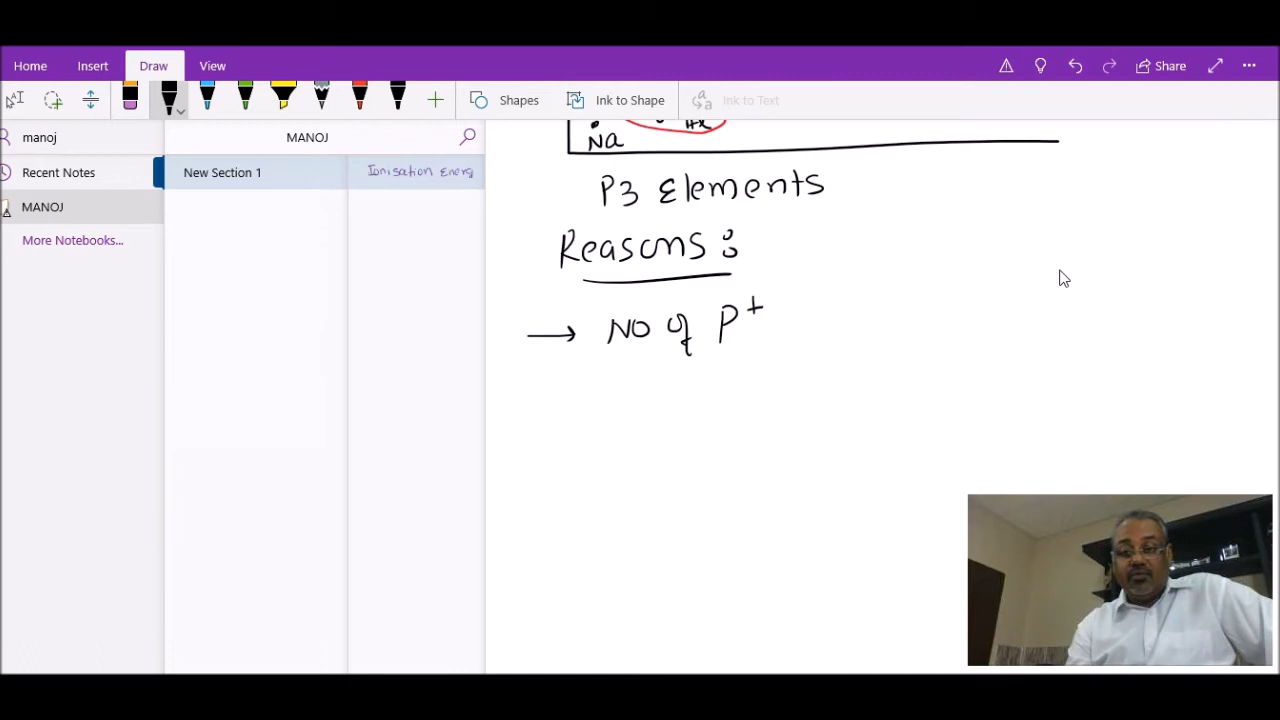 Home Insert Draw View
Share
Shapes Ink to Shape Ink to Text
manoj
MANOJ
Recent Notes
New Section 1
Ionisation Energ
MANOJ
More Notebooks...
Na
P3 Elements
Reasons :
→ NO of P+